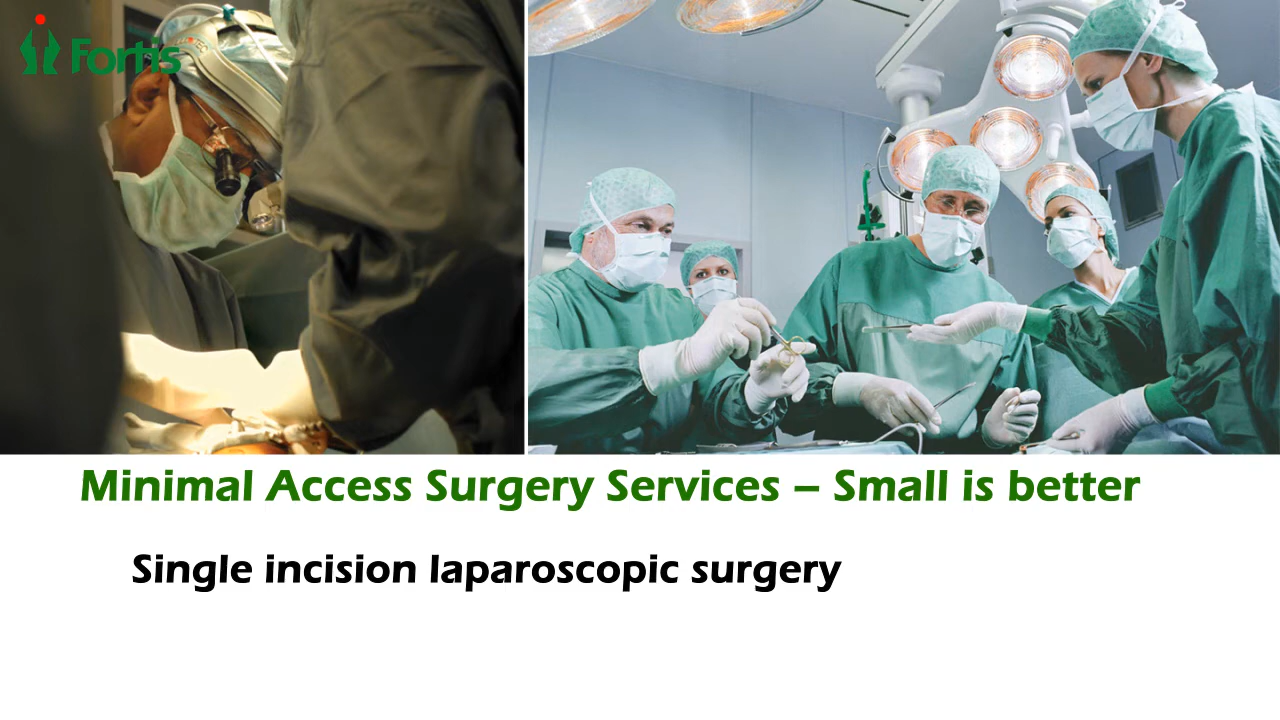 Fortis
Minimal Access Surgery Services – Small is better
Single incision laparoscopic surgery